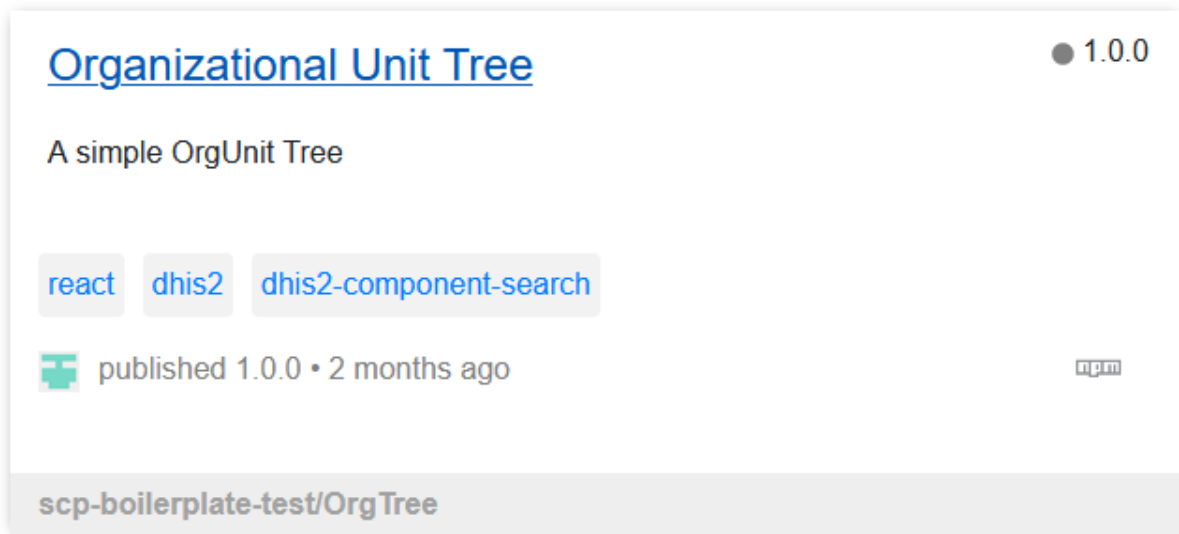 Organizational Unit Tree
1.0.0
A simple OrgUnit Tree
react dhis2 dhis2-component-search
published 1.0.0 • 2 months ago
npm
scp-boilerplate-test/OrgTree